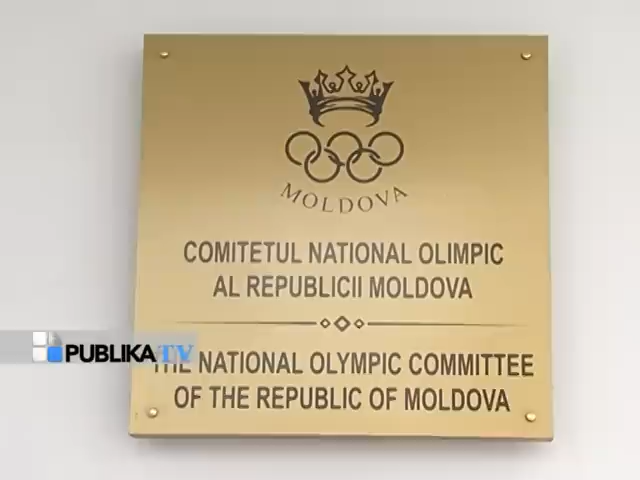 MOLDOVA
COMITETUL NATIONAL OLIMPIC
AL REPUBLICII MOLDOVA
THE NATIONAL OLYMPIC COMMITTEE
OF THE REPUBLIC OF MOLDOVA
PUBLIKA TV